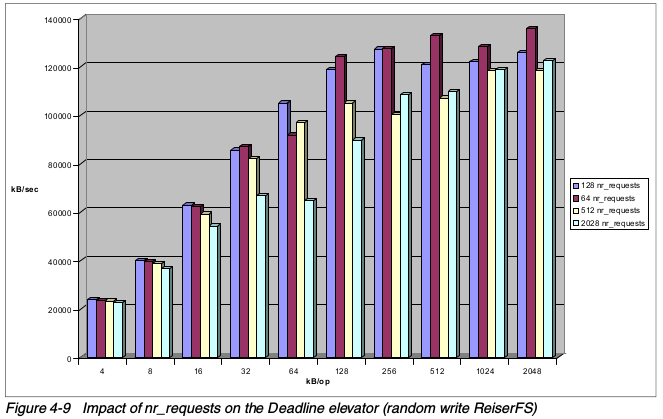 140000
120000
100000
80000
60000
40000
20000
0
kB/sec
4 8 16 32 64 128 256 512 1024 2048
kB/op
128 nr_requests
64 nr_requests
512 nr_requests
2028 nr_requests
Figure 4-9 Impact of nr_requests on the Deadline elevator (random write ReiserFS)